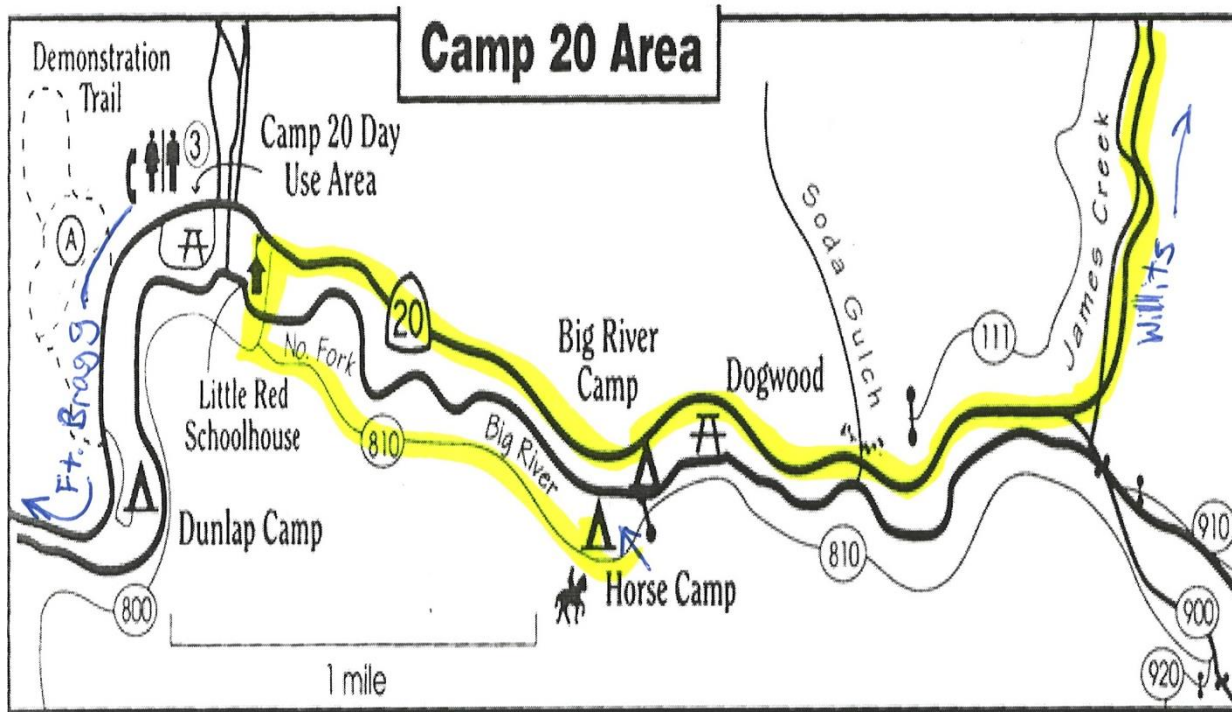 Camp 20 Area
Demonstration
Trail
3
Camp 20 Day
Use Area
A
Ft. Bragg
20
No. Fork
Little Red
Schoolhouse
810
Big River
Big River
Camp
Dogwood
Soda Gulch
111
James Creek
Willits
Dunlap Camp
Horse Camp
800
810
910
900
920
1 mile